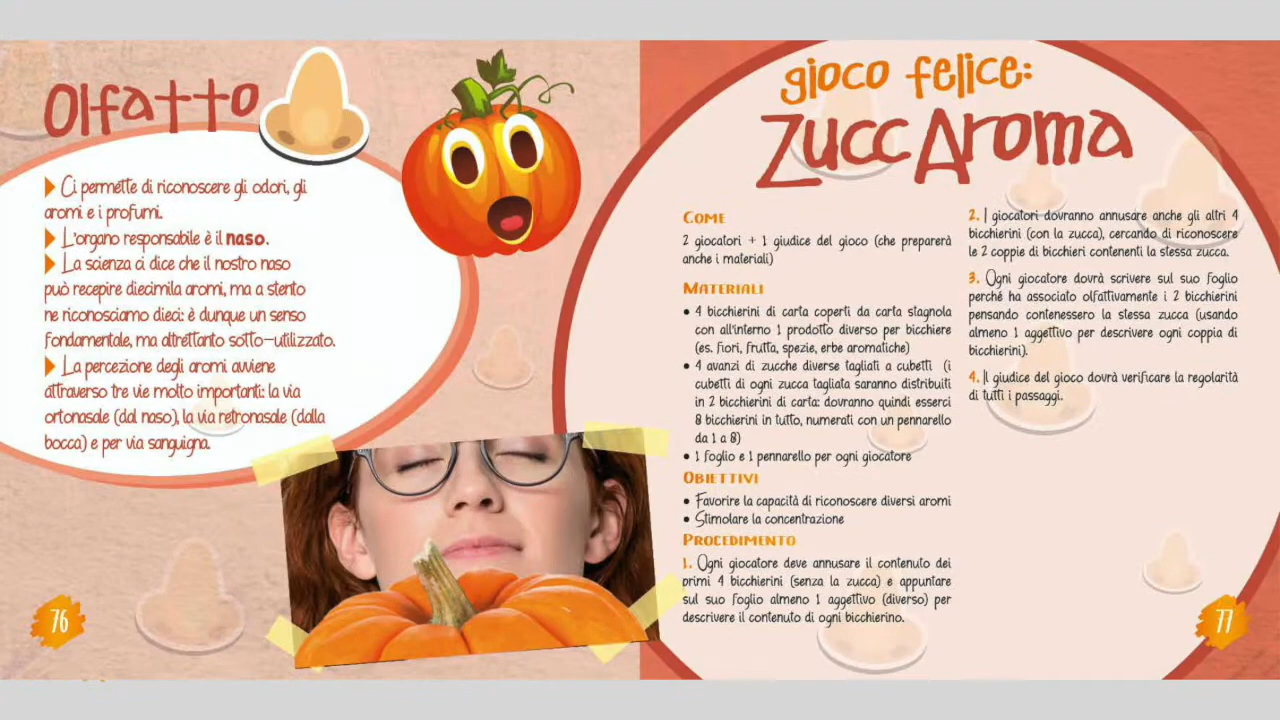 Olfatto
Ci permette di riconoscere gli odori, gli
aromi e i profumi.
L'organo responsabile è il naso.
La scienza ci dice che il nostro naso
può recepire diecimila aromi, ma a stento
ne riconosciamo dieci: è dunque un senso
fondamentale, ma altrettanto sotto-utilizzato.
La percezione degli aromi avviene
attraverso tre vie molto importanti: la via
ortonasale (dal naso), la via retronasale (dalla
bocca) e per via sanguigna.
76
gioco felice:
ZuccAroma
COME
2 giocatori + 1 giudice del gioco (che preparerà
anche i materiali)
MATERIALI
• 4 bicchierini di carta coperti da carta stagnola
con all'interno 1 prodotto diverso per bicchiere
(es. fiori, frutta, spezie, erbe aromatiche)
• 4 avanzi di zucche diverse tagliati a cubetti (i
cubetti di ogni zucca tagliata saranno distribuiti
in 2 bicchierini di carta: dovranno quindi esserci
8 bicchierini in tutto, numerati con un pennarello
da 1 a 8)
• 1 foglio e 1 pennarello per ogni giocatore
OBIETTIVI
• Favorire la capacità di riconoscere diversi aromi
• Stimolare la concentrazione
PROCEDIMENTO
1. Ogni giocatore deve annusare il contenuto dei
primi 4 bicchierini (senza la zucca) e appuntare
sul suo foglio almeno 1 aggettivo (diverso) per
descrivere il contenuto di ogni bicchierino.
2. I giocatori dovranno annusare anche gli altri 4
bicchierini (con la zucca), cercando di riconoscere
le 2 coppie di bicchieri contenenti la stessa zucca.
3. Ogni giocatore dovrà scrivere sul suo foglio
perché ha associato olfattivamente i 2 bicchierini
pensando contenessero la stessa zucca (usando
almeno 1 aggettivo per descrivere ogni coppia di
bicchierini).
4. Il giudice del gioco dovrà verificare la regolarità
di tutti i passaggi.
77